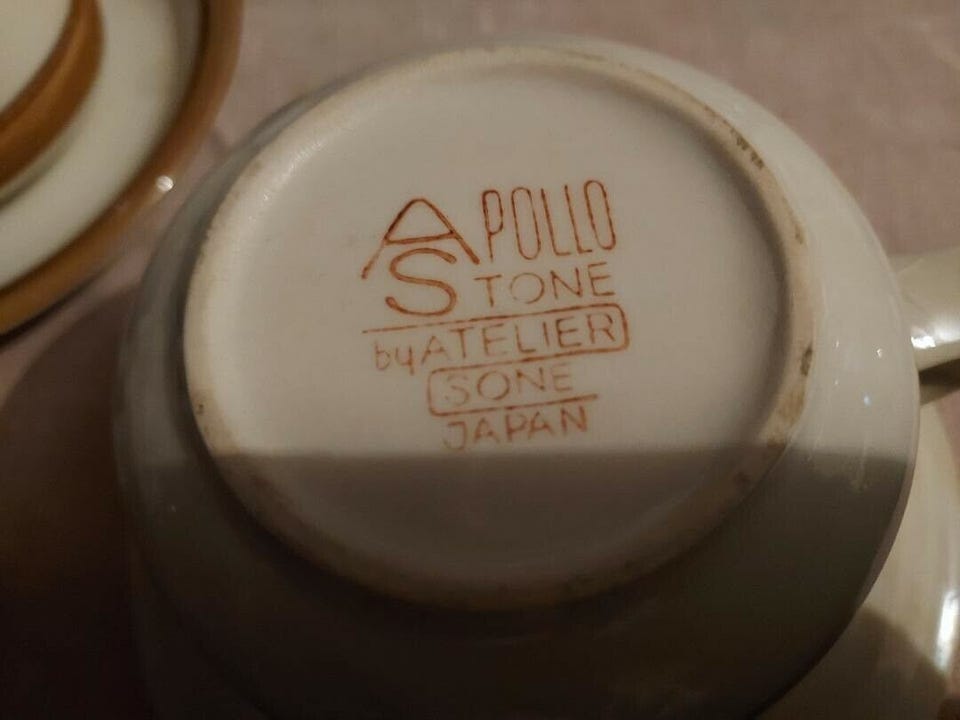 APOLLO
STONE
by ATELIER
SONE
JAPAN